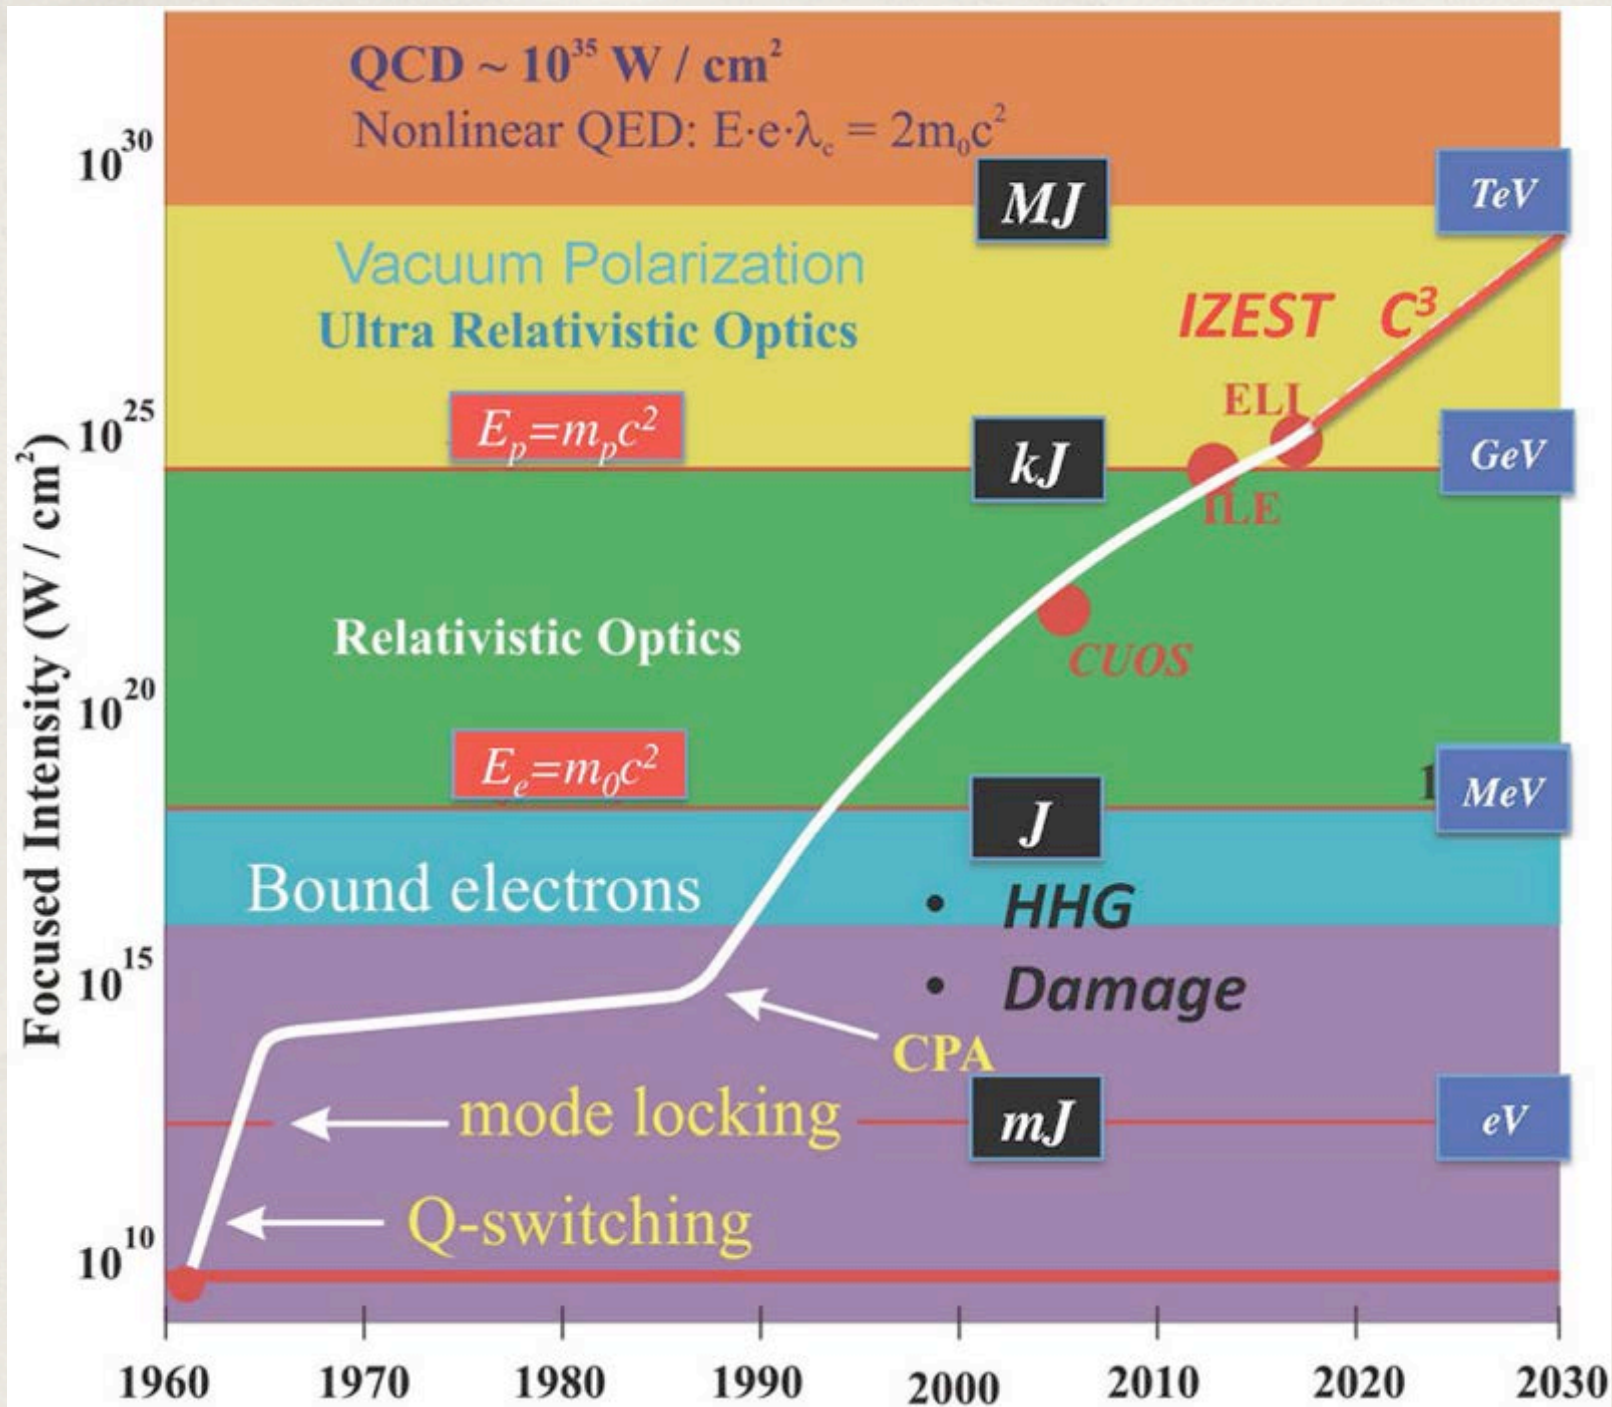 QCD ~ 10³⁵ W / cm²
Nonlinear QED: E·e·λc = 2m₀c²
10³⁰
MJ
TeV
Vacuum Polarization
Ultra Relativistic Optics
IZEST C³
ELI
10²⁵
Eₚ=mₚc²
kJ
GeV
ILE
Focused Intensity (W / cm²)
Relativistic Optics
CUOS
10²⁰
Eₑ=m₀c²
1
MeV
J
Bound electrons
• HHG
10¹⁵
• Damage
CPA
mode locking
mJ
eV
Q-switching
10¹⁰
1960 1970 1980 1990 2000 2010 2020 2030